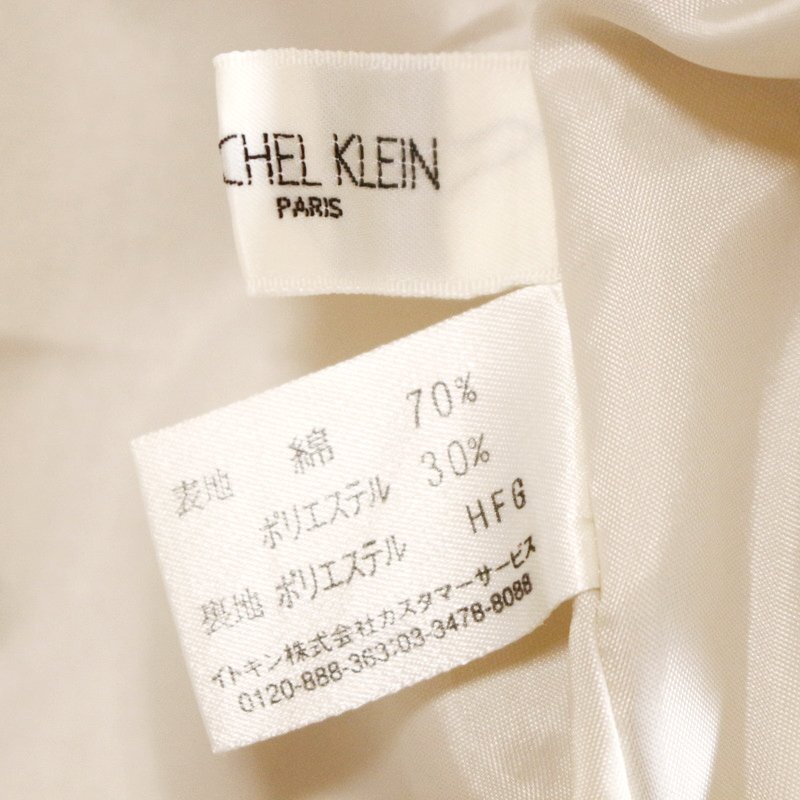 CHEL KLEIN
PARIS
表地 綿 70%
ポリエステル 30%
裏地 ポリエステル HFG
イトキン株式会社カスタマーサービス
0120-888-363:03-3478-8088